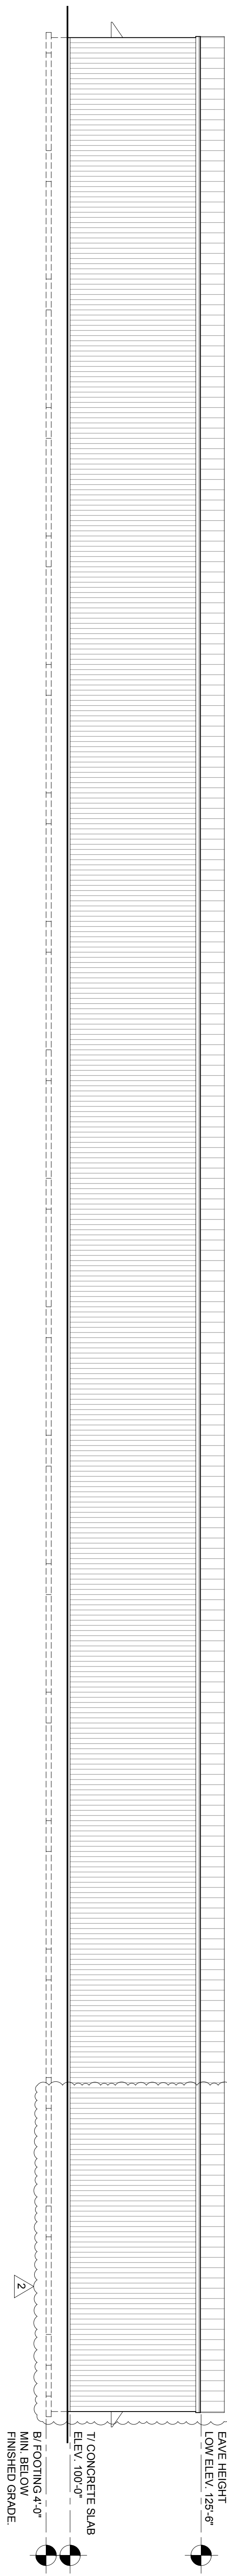 EAVE HEIGHT
LOW ELEV. 125'-6"
T/ CONCRETE SLAB
ELEV. 100'-0"
B/ FOOTING 4'-0"
MIN. BELOW
FINISHED GRADE.
2